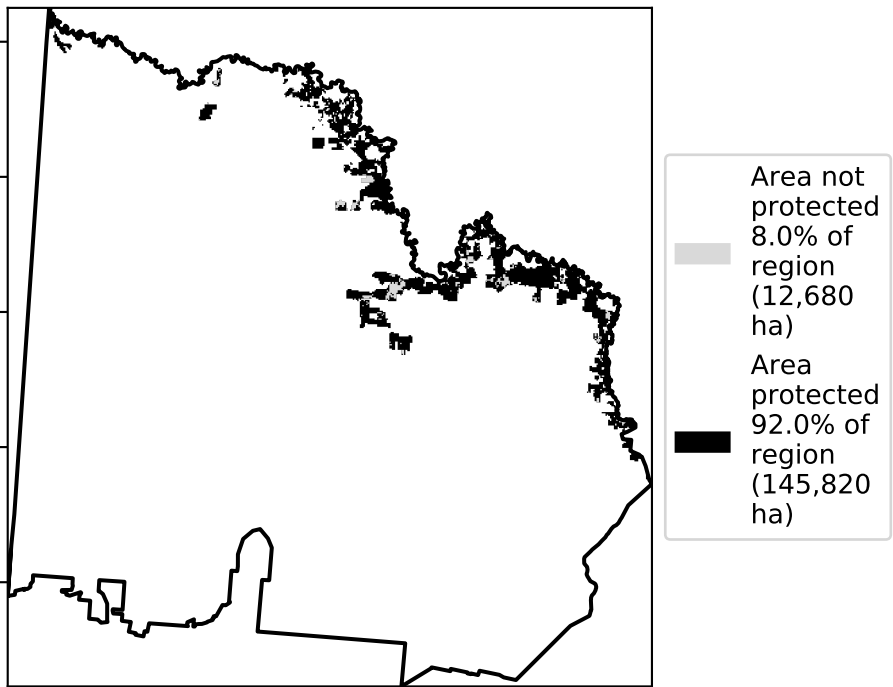 Area not
protected
8.0% of
region
(12,680
ha)
Area
protected
92.0% of
region
(145,820
ha)